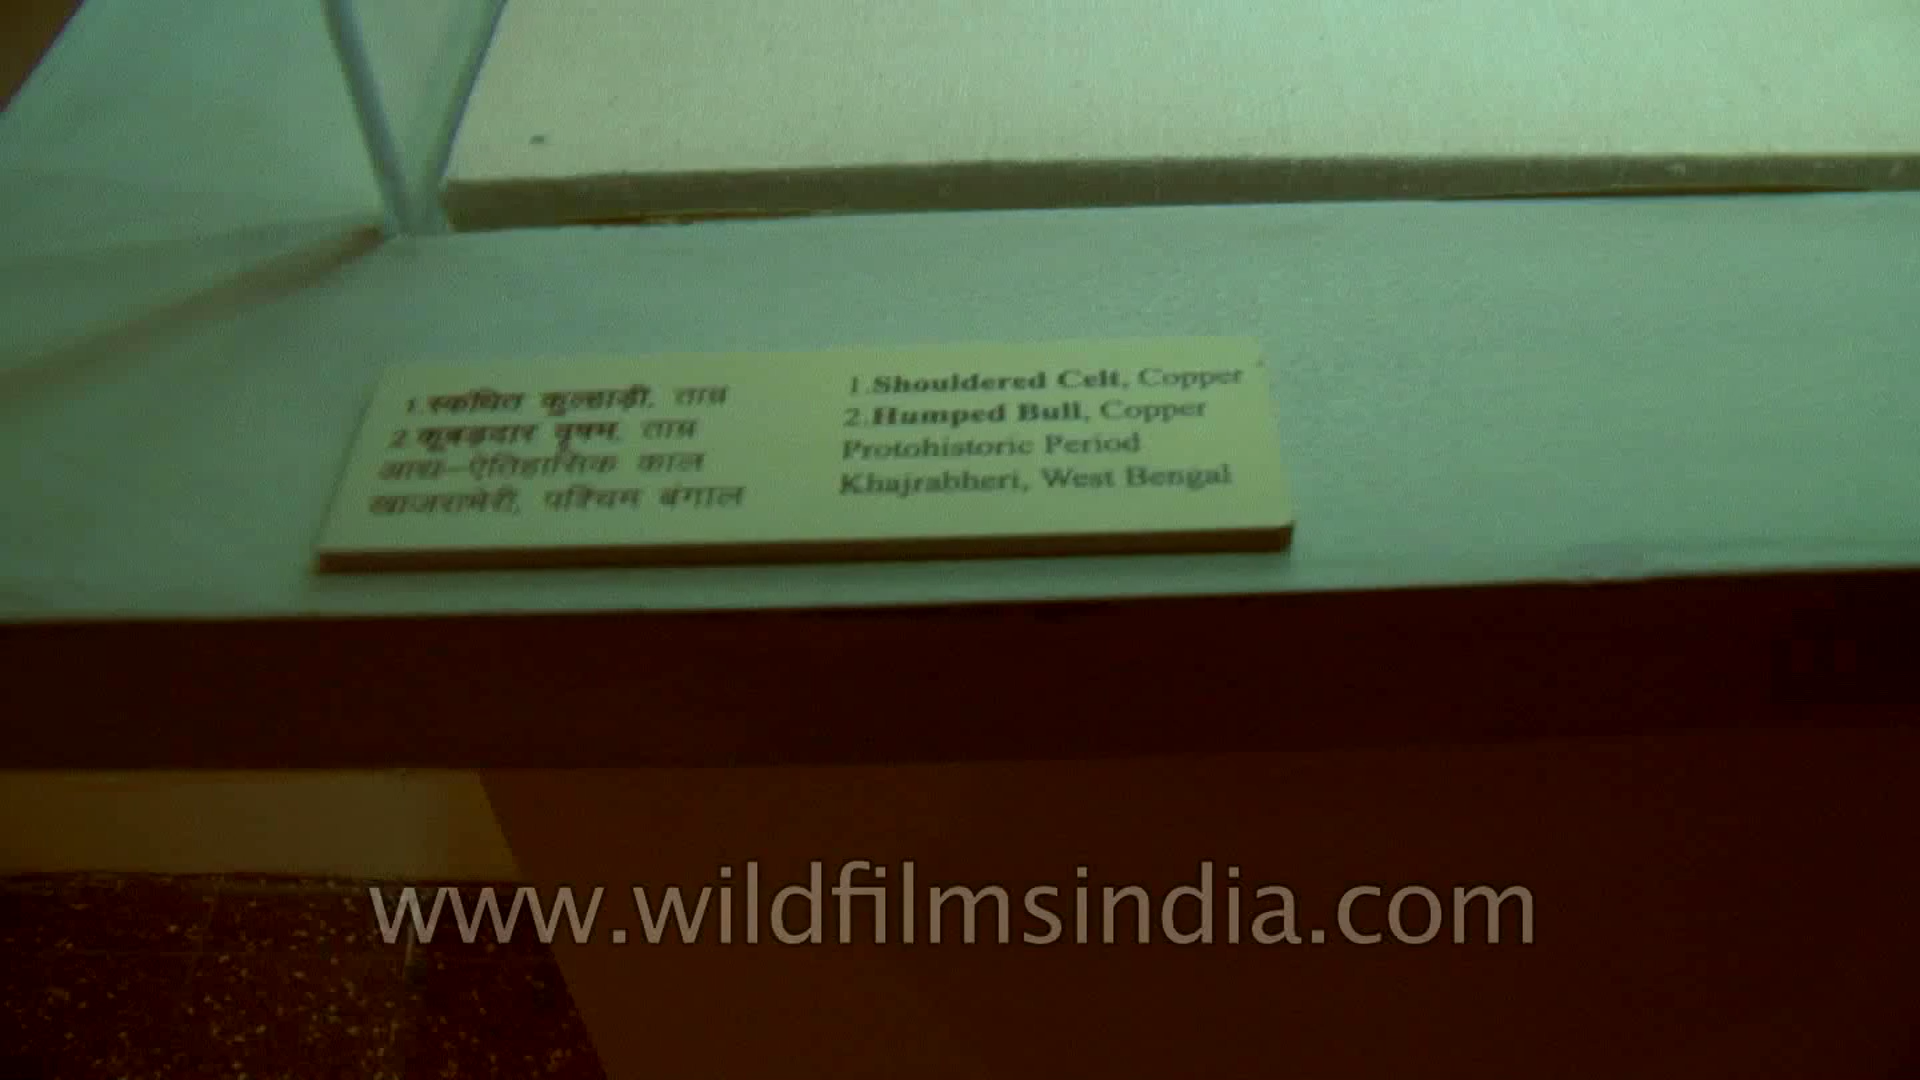 1.स्कंधित कुल्हाड़ी, ताम्र
2 कूबड़दार वृषभ, ताम्र
आद्य-ऐतिहासिक काल
खाजराभेरी, पश्चिम बंगाल
1.Shouldered Celt, Copper
2.Humped Bull, Copper
Protohistoric Period
Khajrabheri, West Bengal
www.wildfilmsindia.com